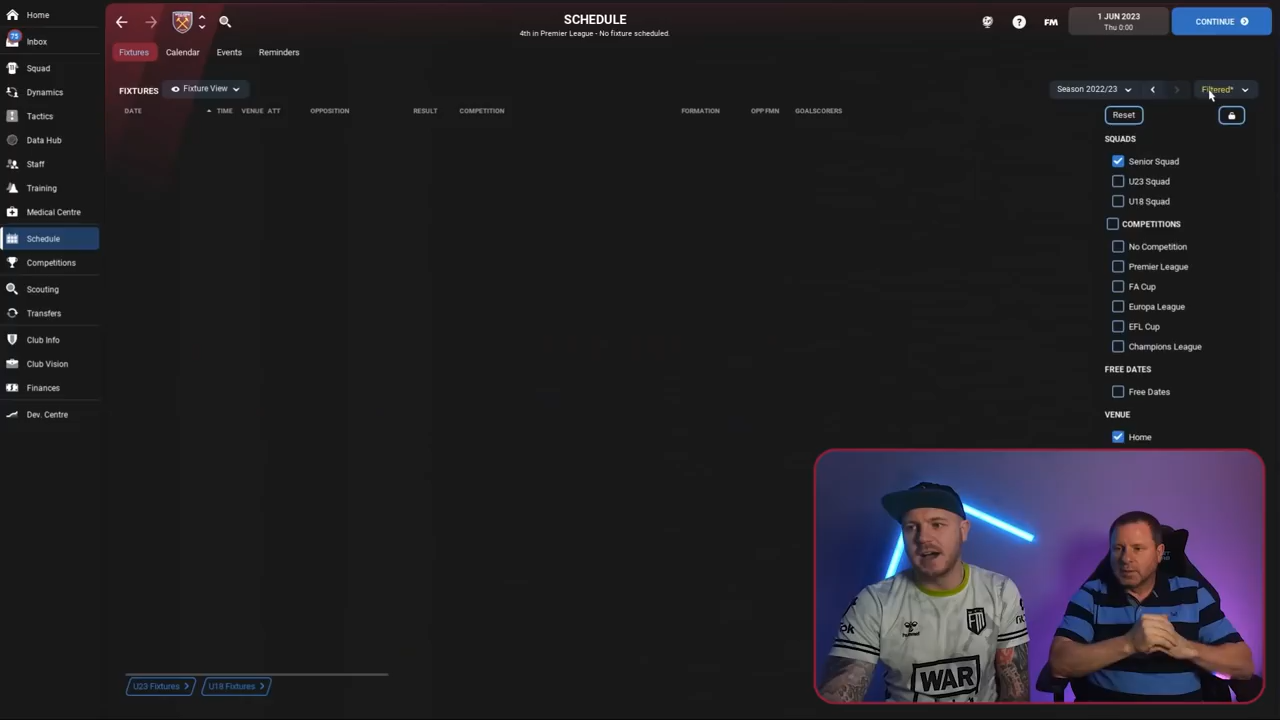 Home
75
Inbox
Squad
Dynamics
Tactics
Data Hub
Staff
Training
Medical Centre
Schedule
Competitions
Scouting
Transfers
Club Info
Club Vision
Finances
Dev. Centre
SCHEDULE
4th in Premier League - No fixture scheduled.
FM
1 JUN 2023
Thu 0:00
CONTINUE
Fixtures Calendar Events Reminders
FIXTURES Fixture View
Season 2022/23
Filtered*
DATE TIME VENUE ATT OPPOSITION RESULT COMPETITION FORMATION OPP FMN GOALSCORERS
Reset
SQUADS
Senior Squad
U23 Squad
U18 Squad
COMPETITIONS
No Competition
Premier League
FA Cup
Europa League
EFL Cup
Champions League
FREE DATES
Free Dates
VENUE
Home
FM
hummel
WAR
U23 Fixtures U18 Fixtures